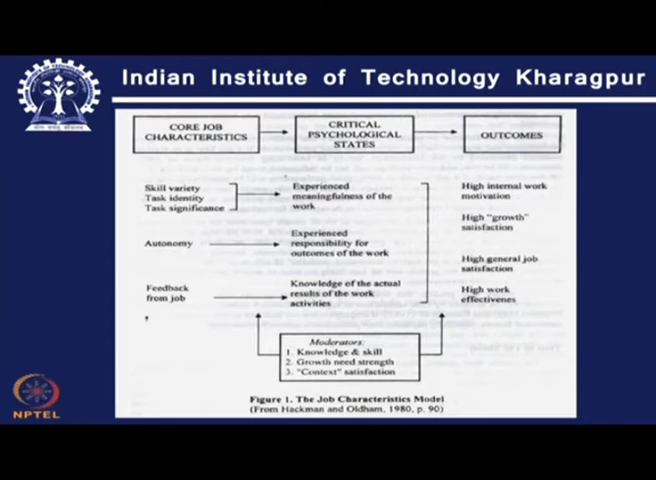 Indian Institute of Technology Kharagpur
CORE JOB
CHARACTERISTICS
CRITICAL
PSYCHOLOGICAL
STATES
OUTCOMES
Skill variety
Task identity
Task significance
Experienced
meaningfulness of the
work
High internal work
motivation
High "growth"
satisfaction
Autonomy
Experienced
responsibility for
outcomes of the work
High general job
satisfaction
Feedback
from job
Knowledge of the actual
results of the work
activities
High work
effectivenes
Moderators:
1. Knowledge & skill
2. Growth need strength
3. "Context" satisfaction
Figure 1. The Job Characteristics Model
(From Hackman and Oldham, 1980, p. 90)
NPTEL